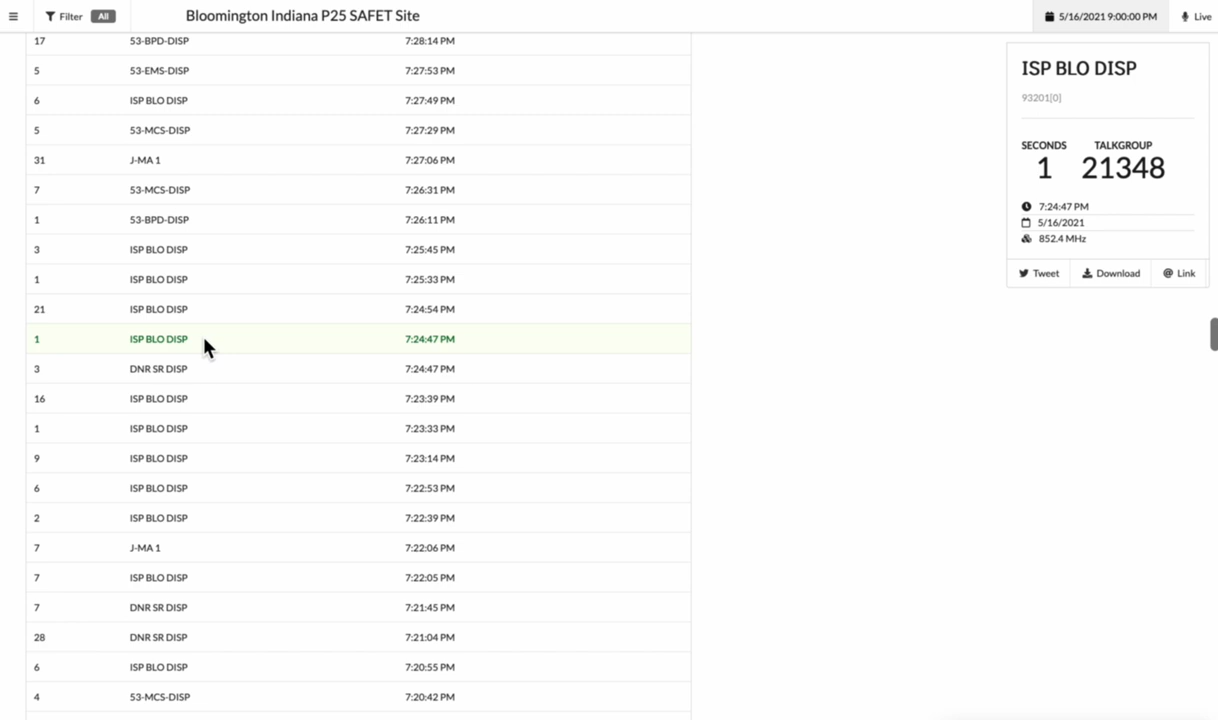 Filter All Bloomington Indiana P25 SAFET Site 5/16/2021 9:00:00 PM Live
17 53-BPD-DISP 7:28:14 PM
5 53-EMS-DISP 7:27:53 PM
6 ISP BLO DISP 7:27:49 PM
5 53-MCS-DISP 7:27:29 PM
31 J-MA 1 7:27:06 PM
7 53-MCS-DISP 7:26:31 PM
1 53-BPD-DISP 7:26:11 PM
3 ISP BLO DISP 7:25:45 PM
1 ISP BLO DISP 7:25:33 PM
21 ISP BLO DISP 7:24:54 PM
1 ISP BLO DISP 7:24:47 PM
3 DNR SR DISP 7:24:47 PM
16 ISP BLO DISP 7:23:39 PM
1 ISP BLO DISP 7:23:33 PM
9 ISP BLO DISP 7:23:14 PM
6 ISP BLO DISP 7:22:53 PM
2 ISP BLO DISP 7:22:39 PM
7 J-MA 1 7:22:06 PM
7 ISP BLO DISP 7:22:05 PM
7 DNR SR DISP 7:21:45 PM
28 DNR SR DISP 7:21:04 PM
6 ISP BLO DISP 7:20:55 PM
4 53-MCS-DISP 7:20:42 PM
ISP BLO DISP
93201[0]
SECONDS TALKGROUP
1 21348
7:24:47 PM
5/16/2021
852.4 MHz
Tweet Download Link